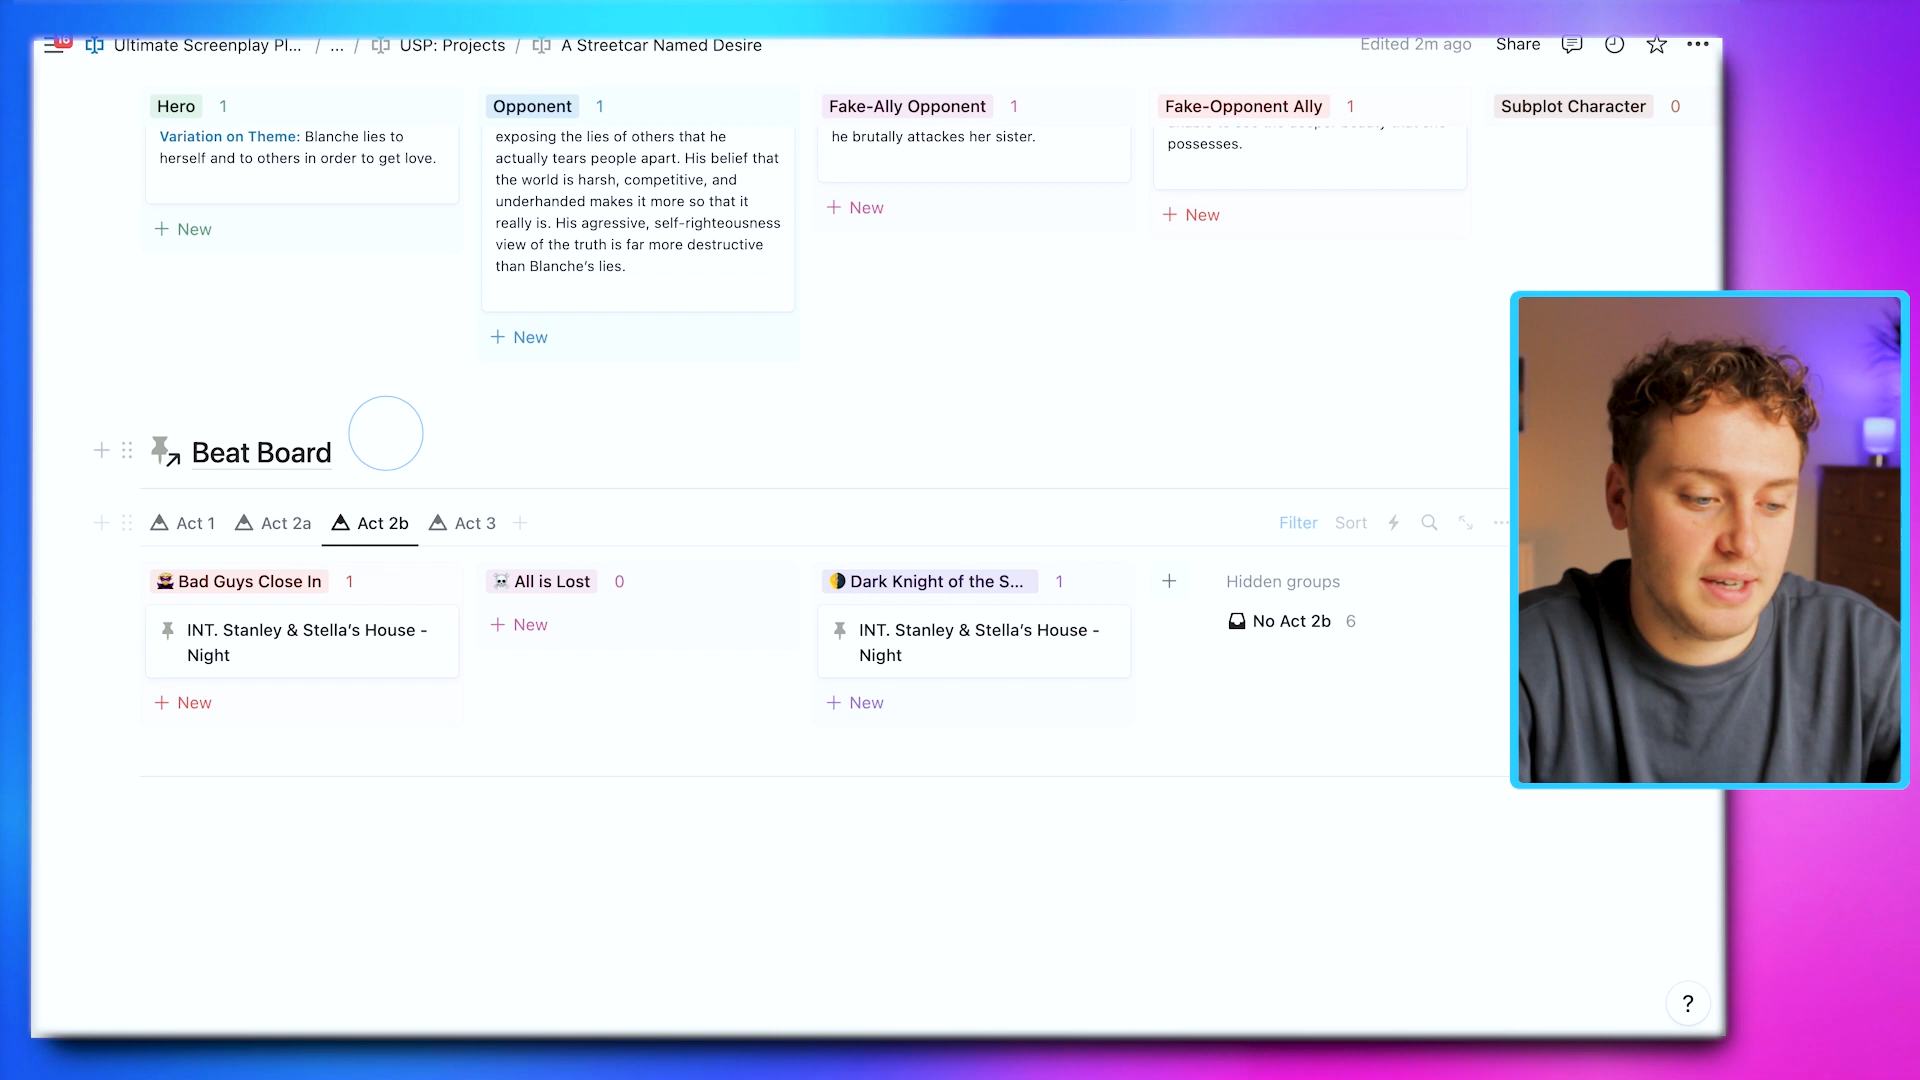 16 Ultimate Screenplay Pl... / ... / USP: Projects / A Streetcar Named Desire Edited 2m ago Share
Hero 1 Opponent 1 Fake-Ally Opponent 1 Fake-Opponent Ally 1 Subplot Character 0
Variation on Theme: Blanche lies to
herself and to others in order to get love.
+ New
exposing the lies of others that he
actually tears people apart. His belief that
the world is harsh, competitive, and
underhanded makes it more so that it
really is. His agressive, self-righteousness
view of the truth is far more destructive
than Blanche's lies.
+ New
he brutally attackes her sister.
+ New
possesses.
+ New
Beat Board
Act 1 Act 2a Act 2b Act 3 Filter Sort
Bad Guys Close In 1 All is Lost 0 Dark Knight of the S... 1 Hidden groups
INT. Stanley & Stella's House -
Night
+ New
+ New
INT. Stanley & Stella's House -
Night
+ New
No Act 2b 6
?